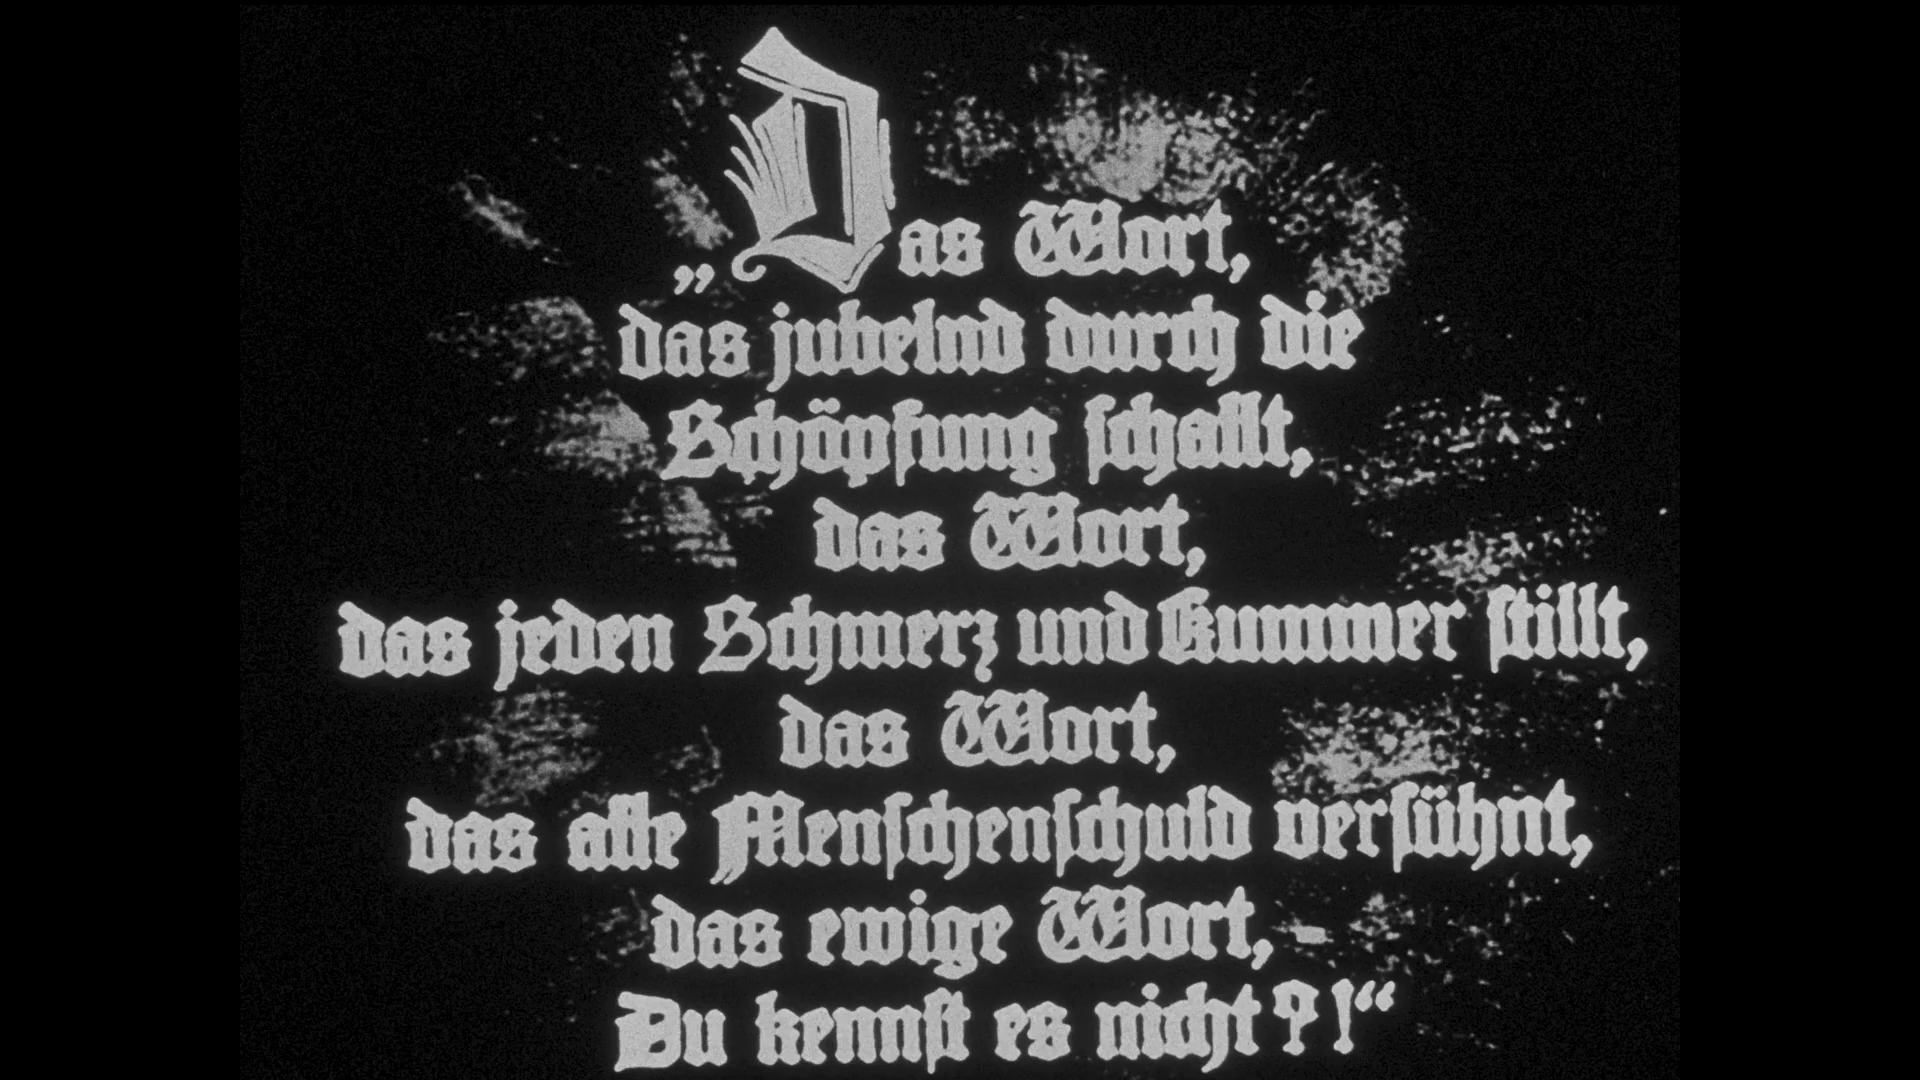 „Das Wort,
das jubelnd durch die
Schöpfung schallt,
das Wort,
das jeden Schmerz und Kummer stillt,
das Wort,
das alle Menschenschuld versühnt,
das ewige Wort, -
Du kennst es nicht?!“